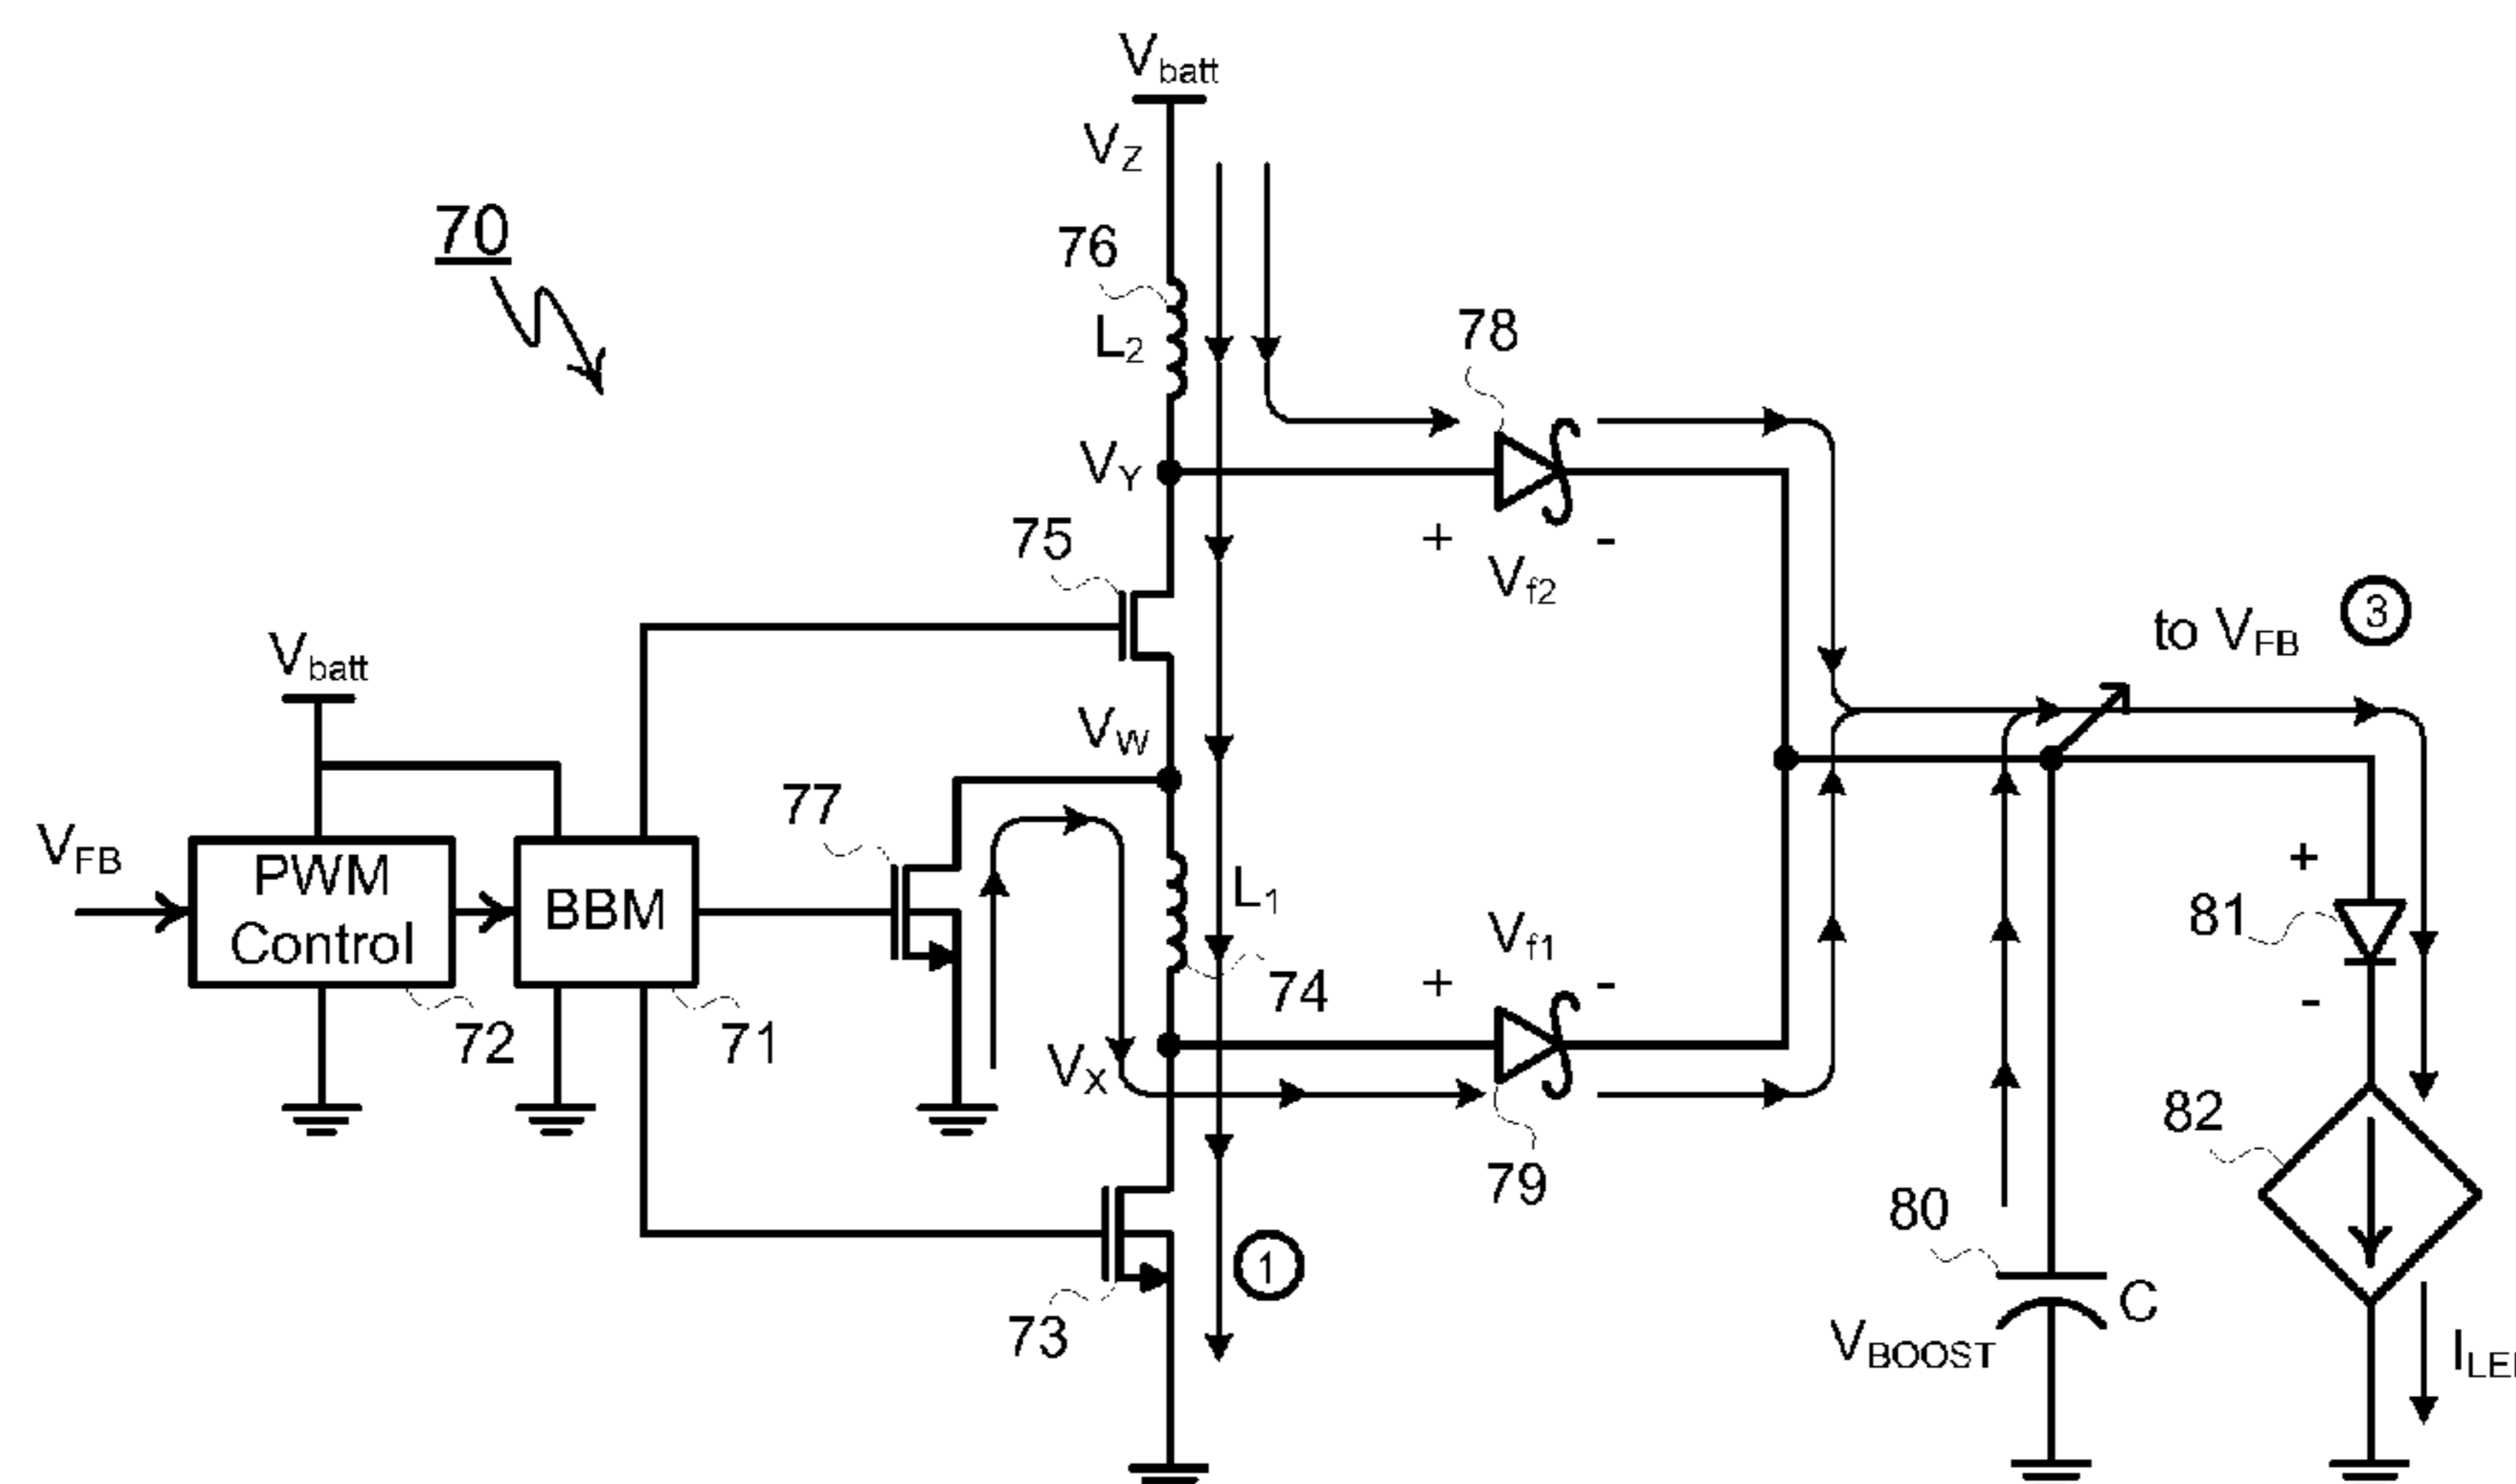 Vbatt
VZ
70
76
L2
78
VY
+ -
Vf2
75
to VFB 3
Vbatt
VW
77
VFB
PWM
Control
BBM
L1
Vf1
+ -
74
72
71
VX
79
+
81
-
82
80
1
73
C
VBOOST